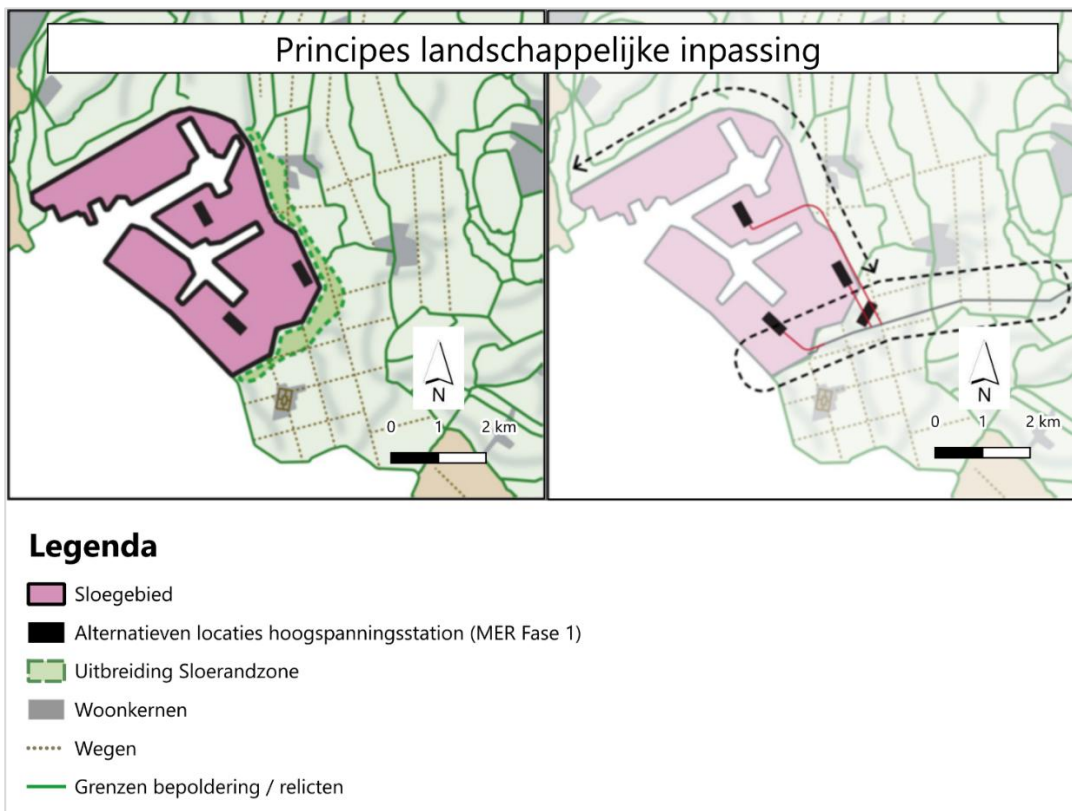 Principes landschappelijke inpassing
N
0 1 2 km
N
0 1 2 km
Legenda
Sloegebied
Alternatieven locaties hoogspanningsstation (MER Fase 1)
Uitbreiding Sloerandzone
Woonkernen
Wegen
Grenzen bepoldering / relicten